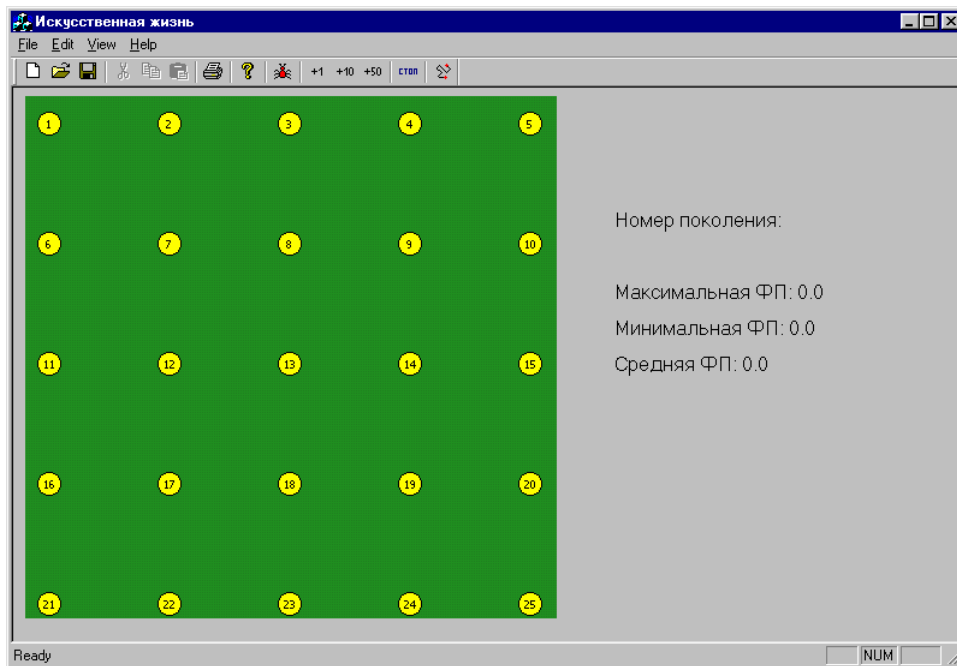 Искусственная жизнь
File Edit View Help
+1 +10 +50 стоп
1 2 3 4 5
Номер поколения:
6 7 8 9 10
Максимальная ФП: 0.0
Минимальная ФП: 0.0
Средняя ФП: 0.0
11 12 13 14 15
16 17 18 19 20
21 22 23 24 25
Ready NUM